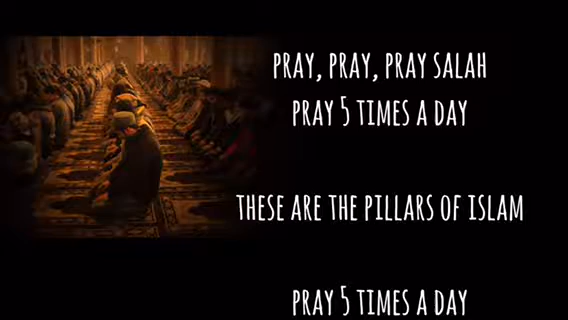 PRAY, PRAY, PRAY SALAH
PRAY 5 TIMES A DAY
THESE ARE THE PILLARS OF ISLAM
PRAY 5 TIMES A DAY